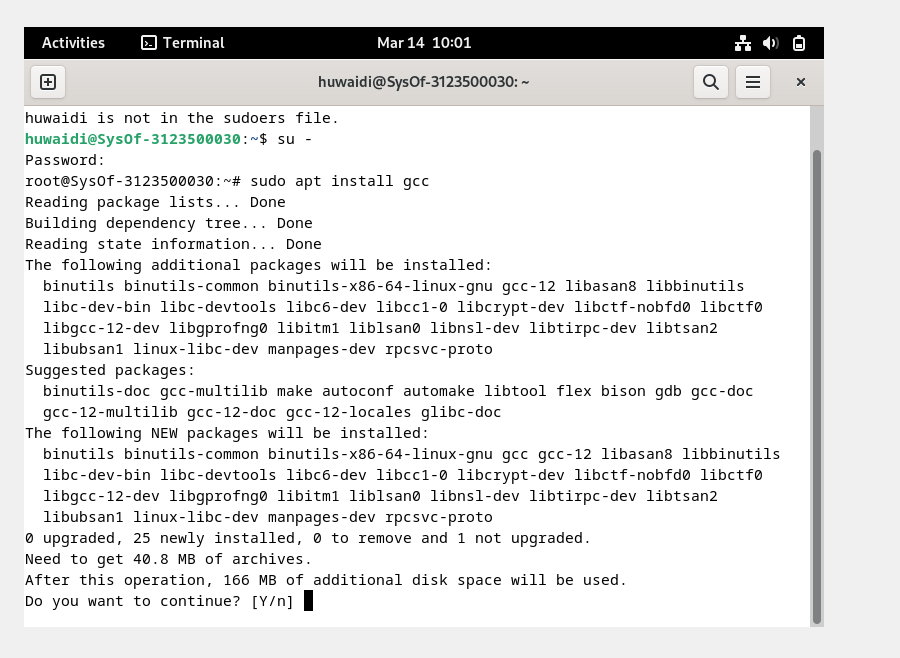 Activities Terminal Mar 14 10:01
huwaidi@SysOf-3123500030: ~
huwaidi is not in the sudoers file.
huwaidi@SysOf-3123500030:~$ su -
Password:
root@SysOf-3123500030:~# sudo apt install gcc
Reading package lists... Done
Building dependency tree... Done
Reading state information... Done
The following additional packages will be installed:
  binutils binutils-common binutils-x86-64-linux-gnu gcc-12 libasan8 libbinutils
  libc-dev-bin libc-devtools libc6-dev libcc1-0 libcrypt-dev libctf-nobfd0 libctf0
  libgcc-12-dev libgprofng0 libitm1 liblsan0 libnsl-dev libtirpc-dev libtsan2
  libubsan1 linux-libc-dev manpages-dev rpcsvc-proto
Suggested packages:
  binutils-doc gcc-multilib make autoconf automake libtool flex bison gdb gcc-doc
  gcc-12-multilib gcc-12-doc gcc-12-locales glibc-doc
The following NEW packages will be installed:
  binutils binutils-common binutils-x86-64-linux-gnu gcc gcc-12 libasan8 libbinutils
  libc-dev-bin libc-devtools libc6-dev libcc1-0 libcrypt-dev libctf-nobfd0 libctf0
  libgcc-12-dev libgprofng0 libitm1 liblsan0 libnsl-dev libtirpc-dev libtsan2
  libubsan1 linux-libc-dev manpages-dev rpcsvc-proto
0 upgraded, 25 newly installed, 0 to remove and 1 not upgraded.
Need to get 40.8 MB of archives.
After this operation, 166 MB of additional disk space will be used.
Do you want to continue? [Y/n]